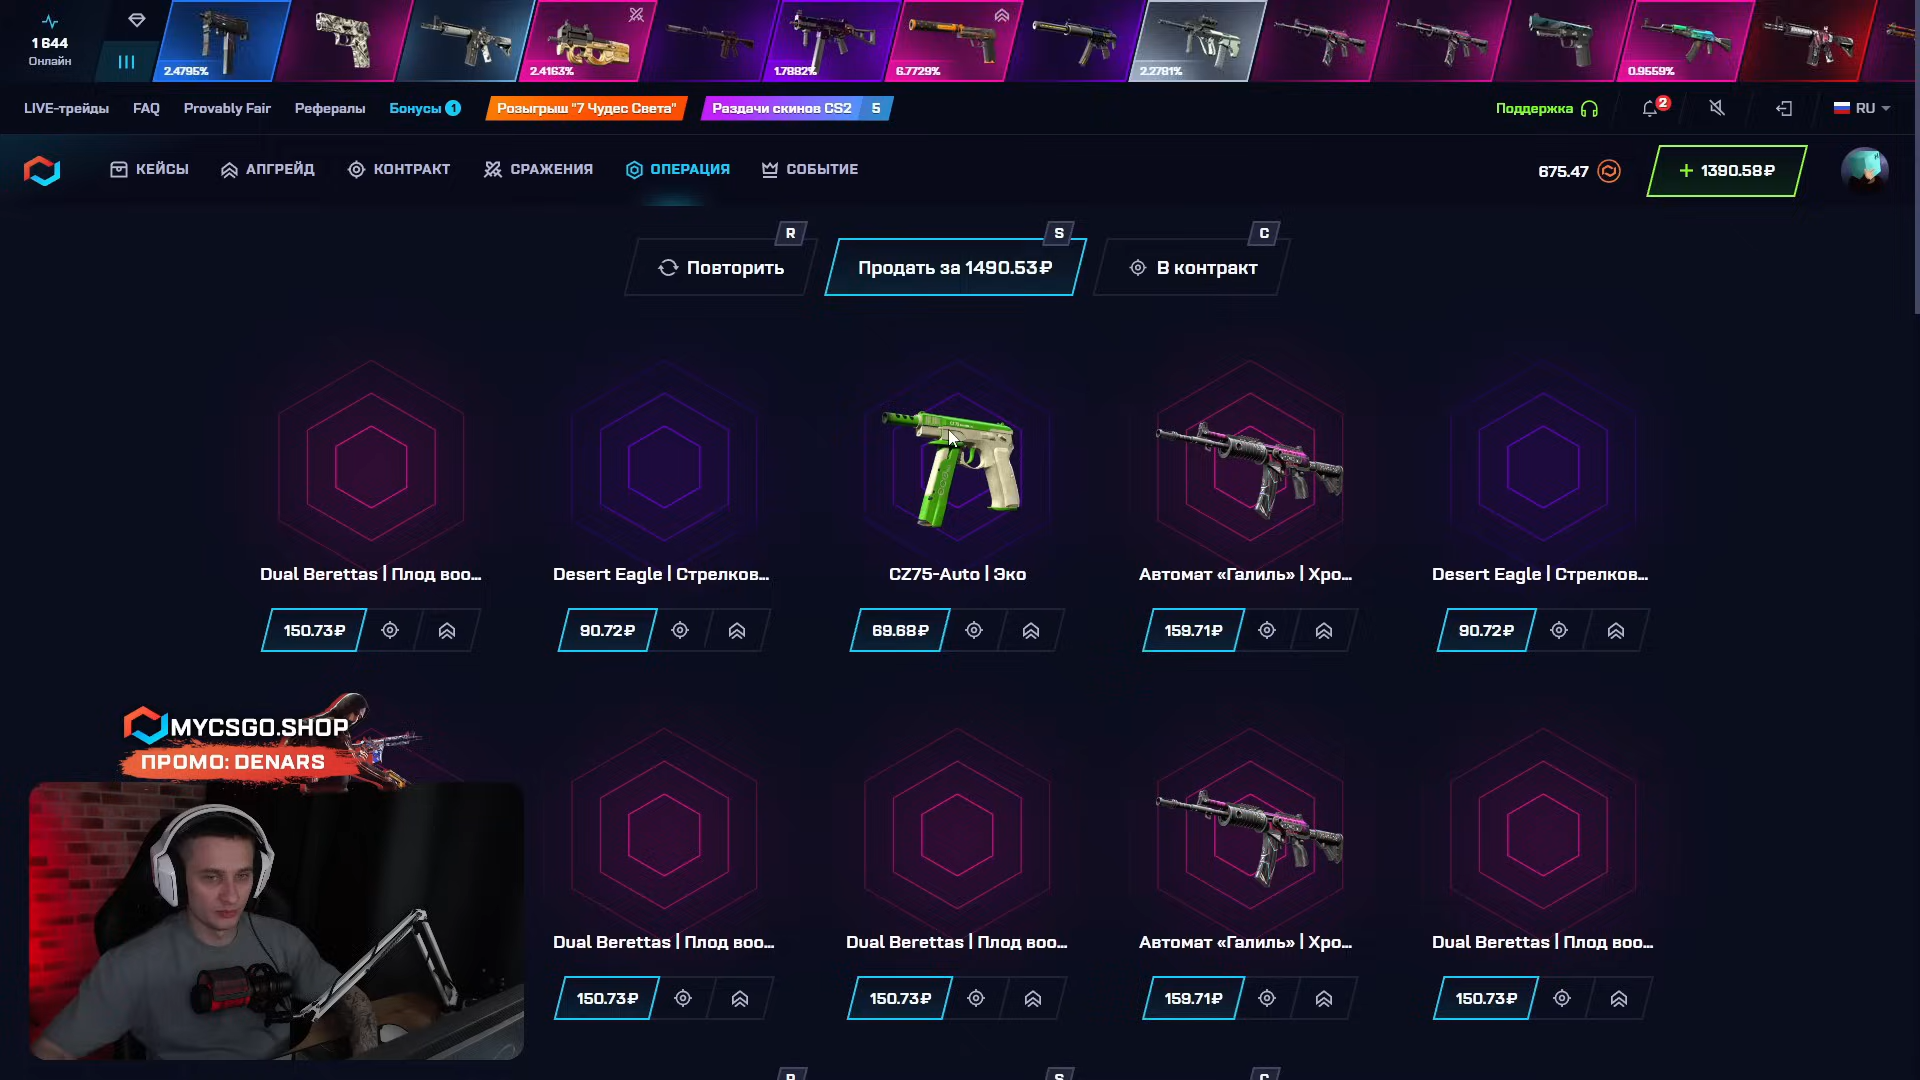 1 644
Онлайн
2.4795%
2.4163%
1.7882%
6.7729%
2.2781%
0.9559%
LIVE-трейды
FAQ
Provably Fair
Рефералы
Бонусы 1
Розыгрыш "7 Чудес Света"
Раздачи скинов CS2 5
Поддержка
2
RU
КЕЙСЫ
АПГРЕЙД
КОНТРАКТ
СРАЖЕНИЯ
ОПЕРАЦИЯ
СОБЫТИЕ
675.47
+ 1390.58₽
R
S
C
Повторить
Продать за 1490.53₽
В контракт
Dual Berettas | Плод воо...
Desert Eagle | Стрелков...
CZ75-Auto | Эко
Автомат «Галиль» | Хро...
Desert Eagle | Стрелков...
150.73₽
90.72₽
69.68₽
159.71₽
90.72₽
MYCSGO.SHOP
ПРОМО: DENARS
Dual Berettas | Плод воо...
Dual Berettas | Плод воо...
Автомат «Галиль» | Хро...
Dual Berettas | Плод воо...
150.73₽
150.73₽
159.71₽
150.73₽
R
S
C